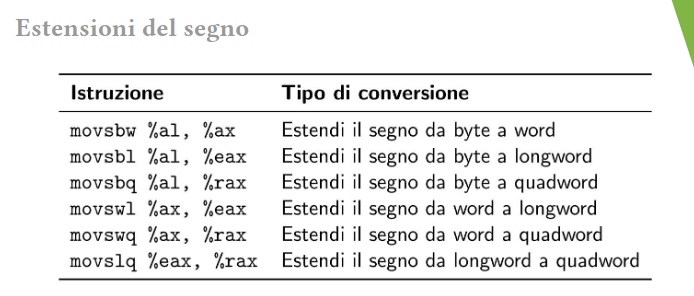 Estensioni del segno
Istruzione Tipo di conversione
movsbw %al, %ax Estendi il segno da byte a word
movsbl %al, %eax Estendi il segno da byte a longword
movsbq %al, %rax Estendi il segno da byte a quadword
movswl %ax, %eax Estendi il segno da word a longword
movswq %ax, %rax Estendi il segno da word a quadword
movslq %eax, %rax Estendi il segno da longword a quadword